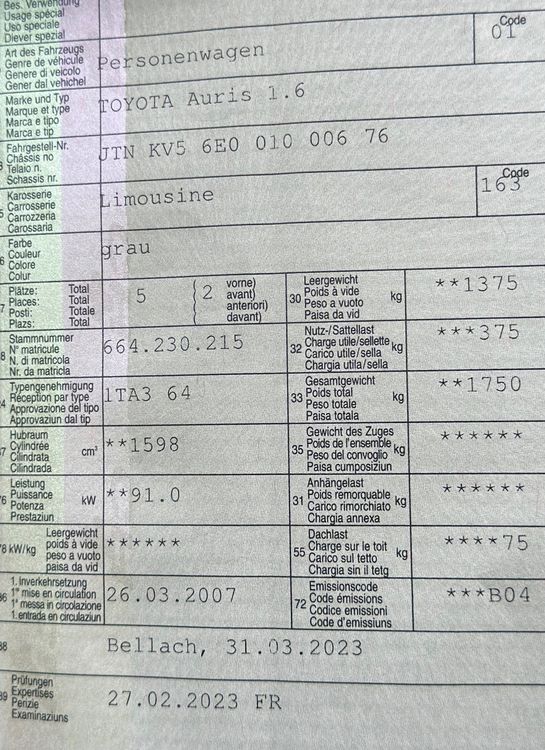 Bes. Verwendung
Usage spécial
Uso speciale
Diever spezial
Code
01
Art des Fahrzeugs
Genre de véhicule
Genere di veicolo
Gener dal vehichel
Personenwagen
Marke und Typ
Marque et type
Marca e tipo
Marca e tip
TOYOTA Auris 1.6
Fahrgestell-Nr.
Châssis no
Telaio n.
Schassis nr.
JTN KV5 6E0 010 006 76
Karosserie
Carrosserie
Carrozzeria
Carossaria
Limousine
Code
163
Farbe
Couleur
Colore
Colur
grau
Plätze: Total
Places: Total
Posti: Totale
Plazs: Total
5
2
vorne)
avant)
anteriori)
davant)
30
Leergewicht
Poids à vide
Peso a vuoto
Paisa da vid
kg
**1375
Stammnummer
N° matricule
N. di matricola
Nr. da matricla
664.230.215
32
Nutz-/Sattellast
Charge utile/sellette
Carico utile/sella
Chargia utila/sella
kg
***375
Typengenehmigung
Réception par type
Approvazione del tipo
Approvaziun dal tip
1TA3 64
33
Gesamtgewicht
Poids total
Peso totale
Paisa totala
kg
**1750
Hubraum
Cylindrée
Cilindrata
Cilindrada
cm³
**1598
35
Gewicht des Zuges
Poids de l'ensemble
Peso del convoglio
Paisa cumposiziun
kg
******
Leistung
Puissance
Potenza
Prestaziun
kW
**91.0
31
Anhängelast
Poids remorquable
Carico rimorchiato
Chargia annexa
kg
******
kW/kg
Leergewicht
poids à vide
peso a vuoto
paisa da vid
******
55
Dachlast
Charge sur le toit
Carico sul tetto
Chargia sin il tetg
kg
****75
1. Inverkehrsetzung
1re mise en circulation
1a messa in circolazione
1. entrada en circulaziun
26.03.2007
72
Emissionscode
Code émissions
Codice emissioni
Code d'emissiuns
***B04
Bellach, 31.03.2023
Prüfungen
Expertises
Perizie
Examinaziuns
27.02.2023 FR